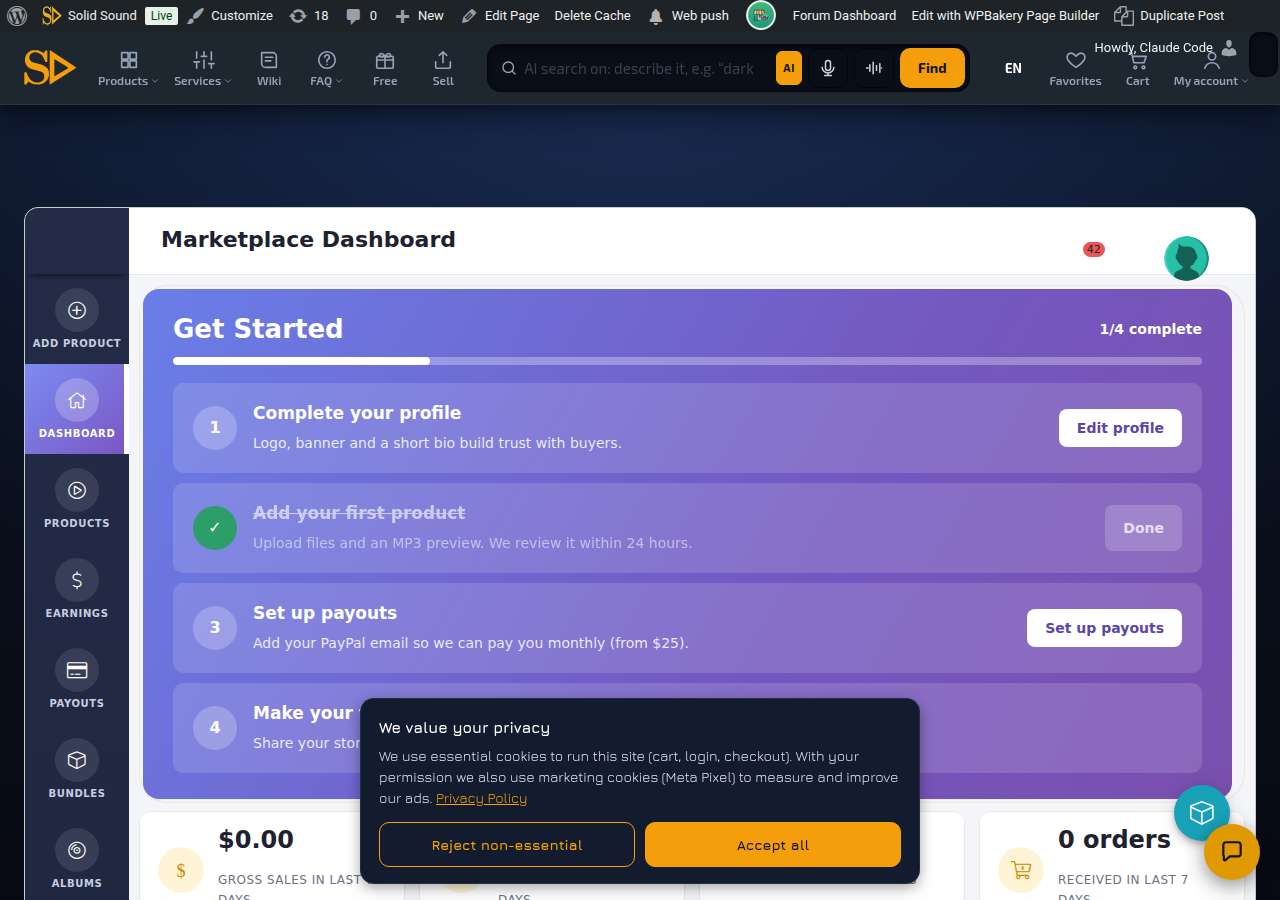 Solid Sound Live Customize 18 0 New Edit Page Delete Cache Web push Forum Dashboard Edit with WPBakery Page Builder Duplicate Post
Howdy, Claude Code
Products Services Wiki FAQ Free Sell
AI search on: describe it, e.g. "dark AI Find
EN Favorites Cart My account
Marketplace Dashboard
42
ADD PRODUCT
DASHBOARD
PRODUCTS
EARNINGS
PAYOUTS
BUNDLES
ALBUMS
Get Started
1/4 complete
1
Complete your profile
Logo, banner and a short bio build trust with buyers.
Edit profile
✓
Add your first product
Upload files and an MP3 preview. We review it within 24 hours.
Done
3
Set up payouts
Add your PayPal email so we can pay you monthly (from $25).
Set up payouts
4
Make your
Share your
We value your privacy
We use essential cookies to run this site (cart, login, checkout). With your
permission we also use marketing cookies (Meta Pixel) to measure and improve
our ads. Privacy Policy
Reject non-essential
Accept all
$0.00
$
GROSS SALES IN LAST
DAYS
DAYS
0 orders
RECEIVED IN LAST 7
DAYS